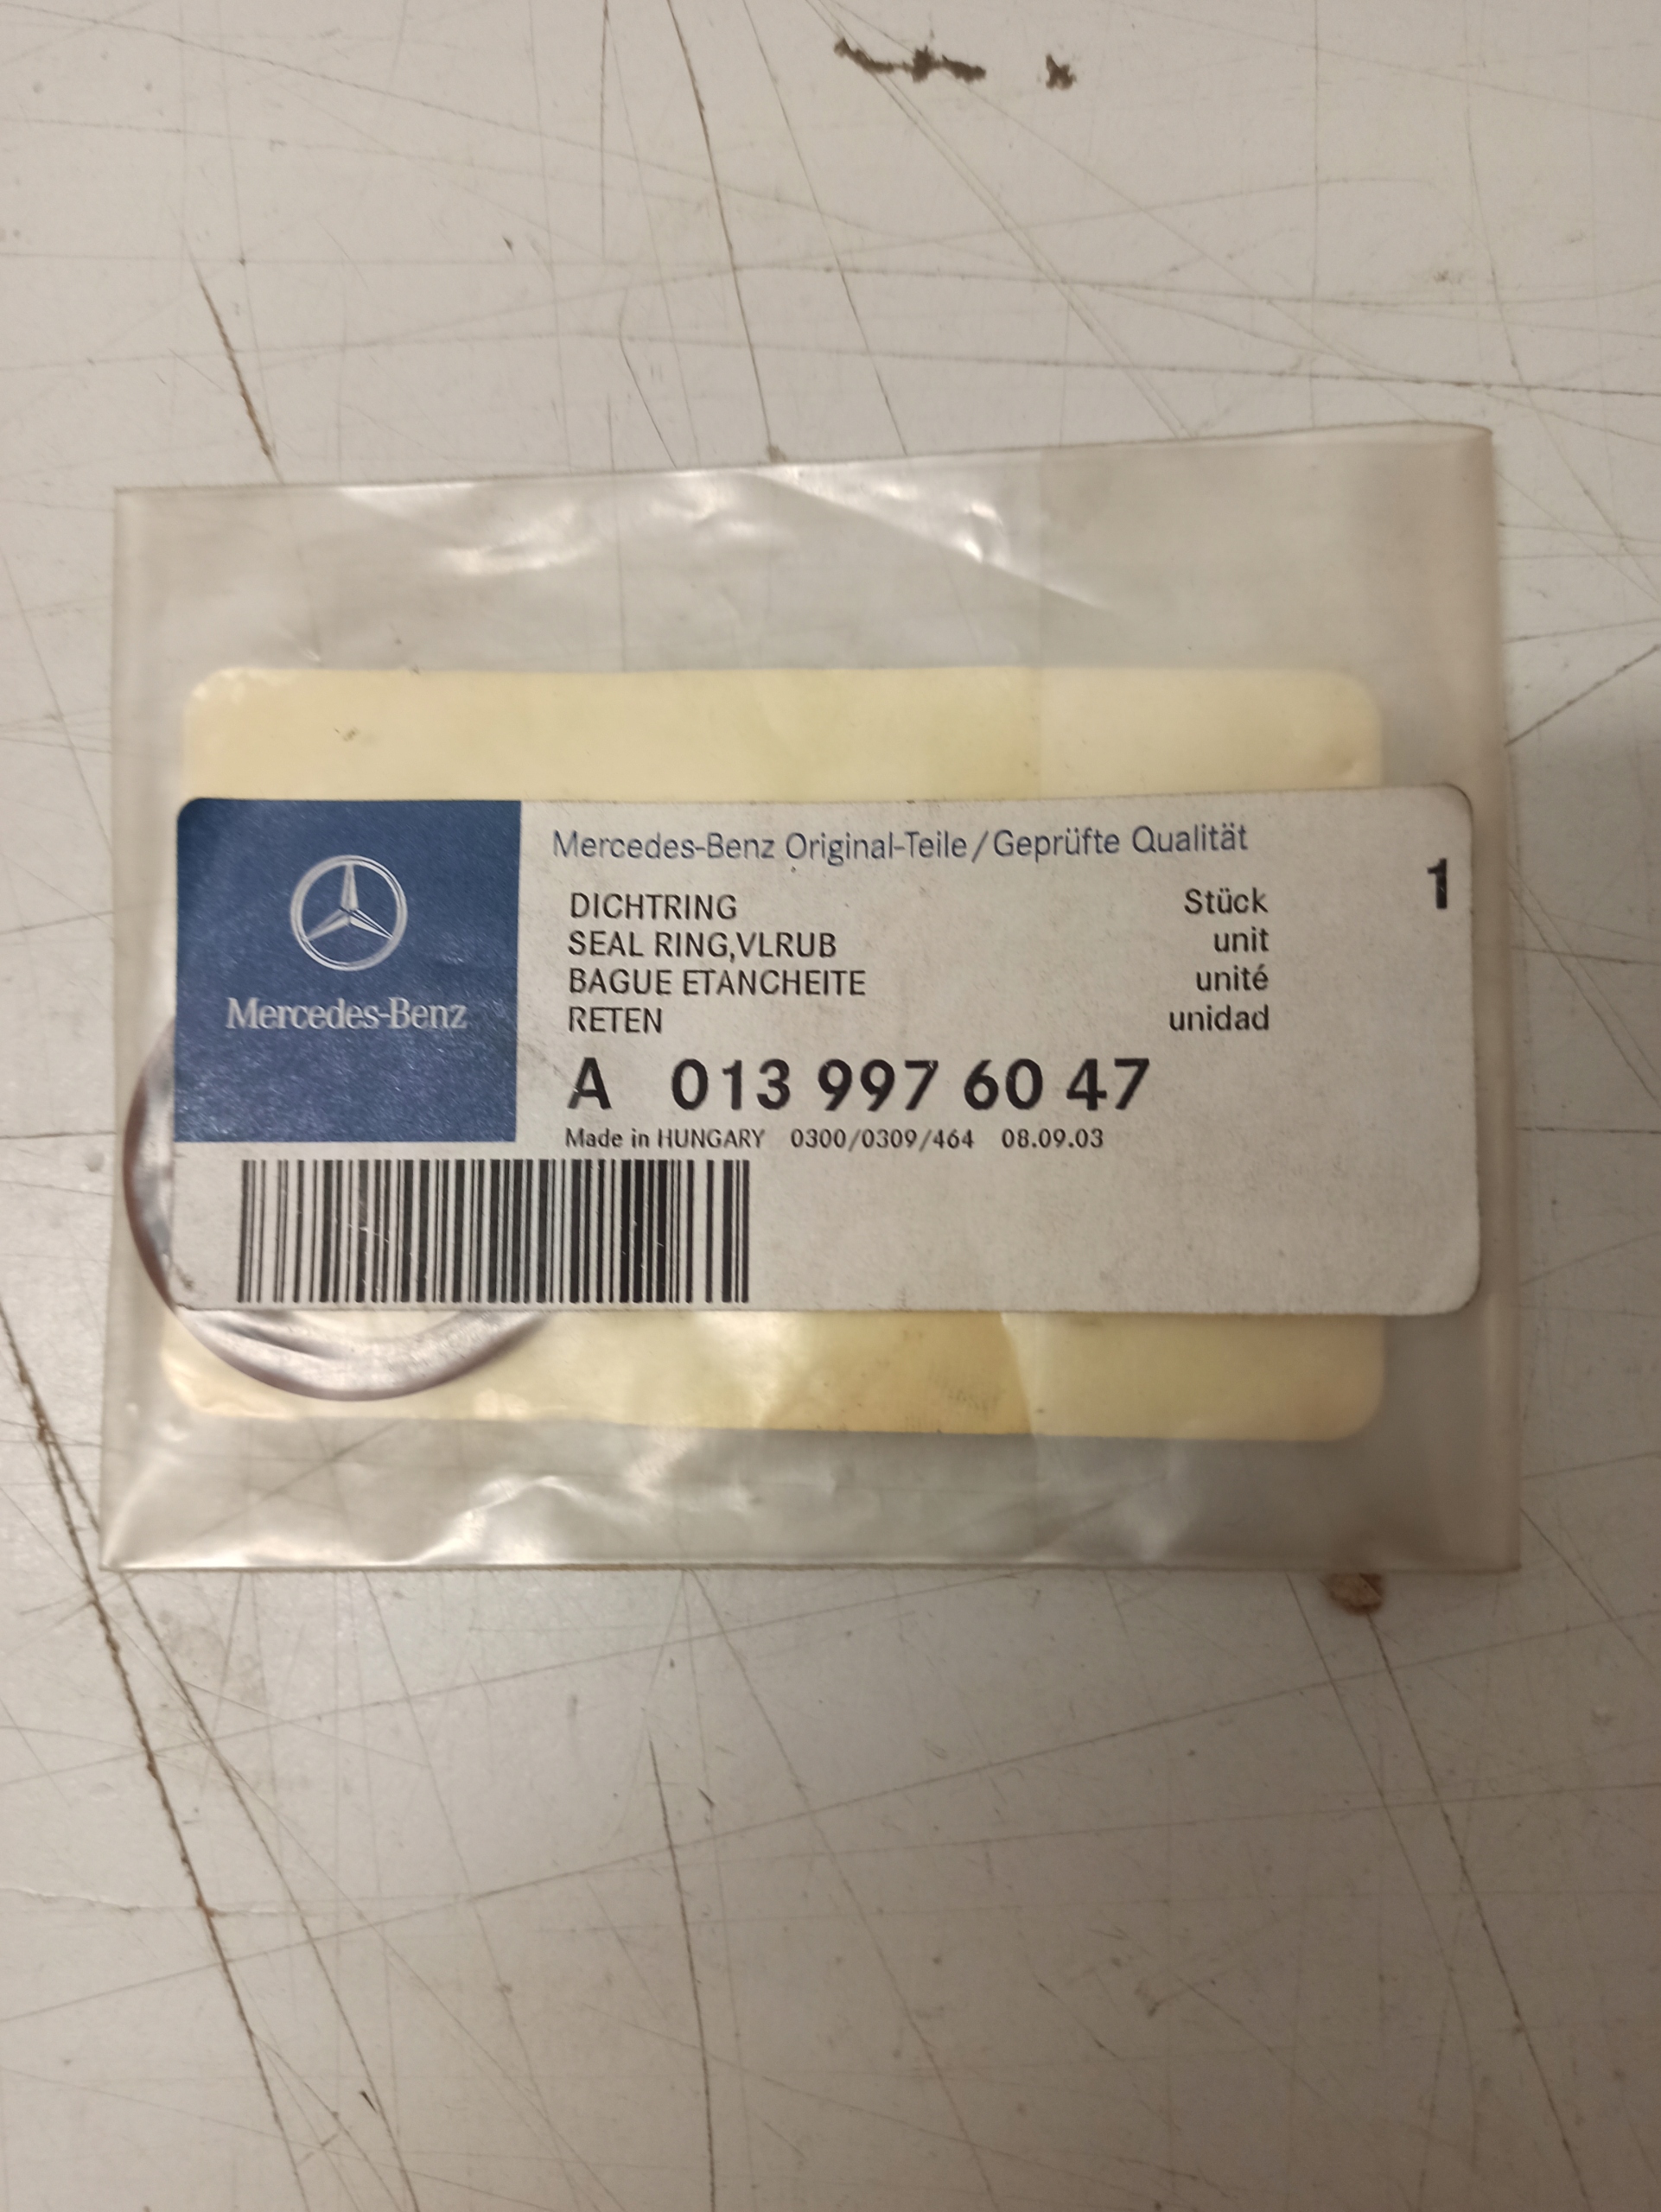 Mercedes-Benz
Mercedes-Benz Original-Teile/Geprüfte Qualität
DICHTRING Stück 1
SEAL RING,VLRUB unit
BAGUE ETANCHEITE unité
RETEN unidad
A 013 997 60 47
Made in HUNGARY 0300/0309/464 08.09.03